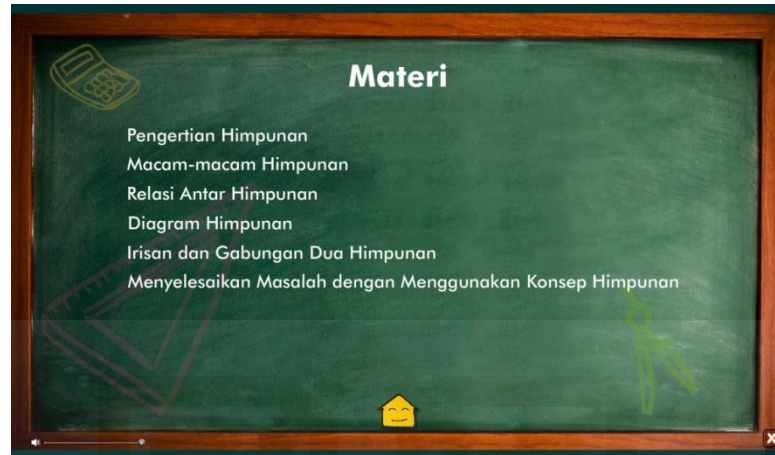 Materi
Pengertian Himpunan
Macam-macam Himpunan
Relasi Antar Himpunan
Diagram Himpunan
Irisan dan Gabungan Dua Himpunan
Menyelesaikan Masalah dengan Menggunakan Konsep Himpunan
X